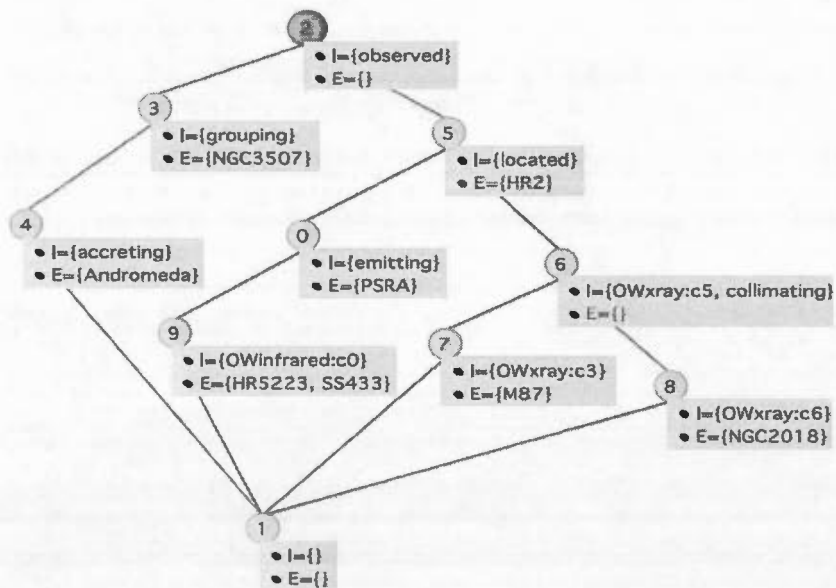 2
• I={observed}
• E={}
3
• I={grouping}
• E={NGC3507}
5
• I={located}
• E={HR2}
4
• I={accreting}
• E={Andromeda}
0
• I={emitting}
• E={PSRA}
6
• I={OWxray:c5, collimating}
• E={}
9
• I={OWinfrared:c0}
• E={HR5223, SS433}
7
• I={OWxray:c3}
• E={M87}
8
• I={OWxray:c6}
• E={NGC2018}
1
• I={}
• E={}